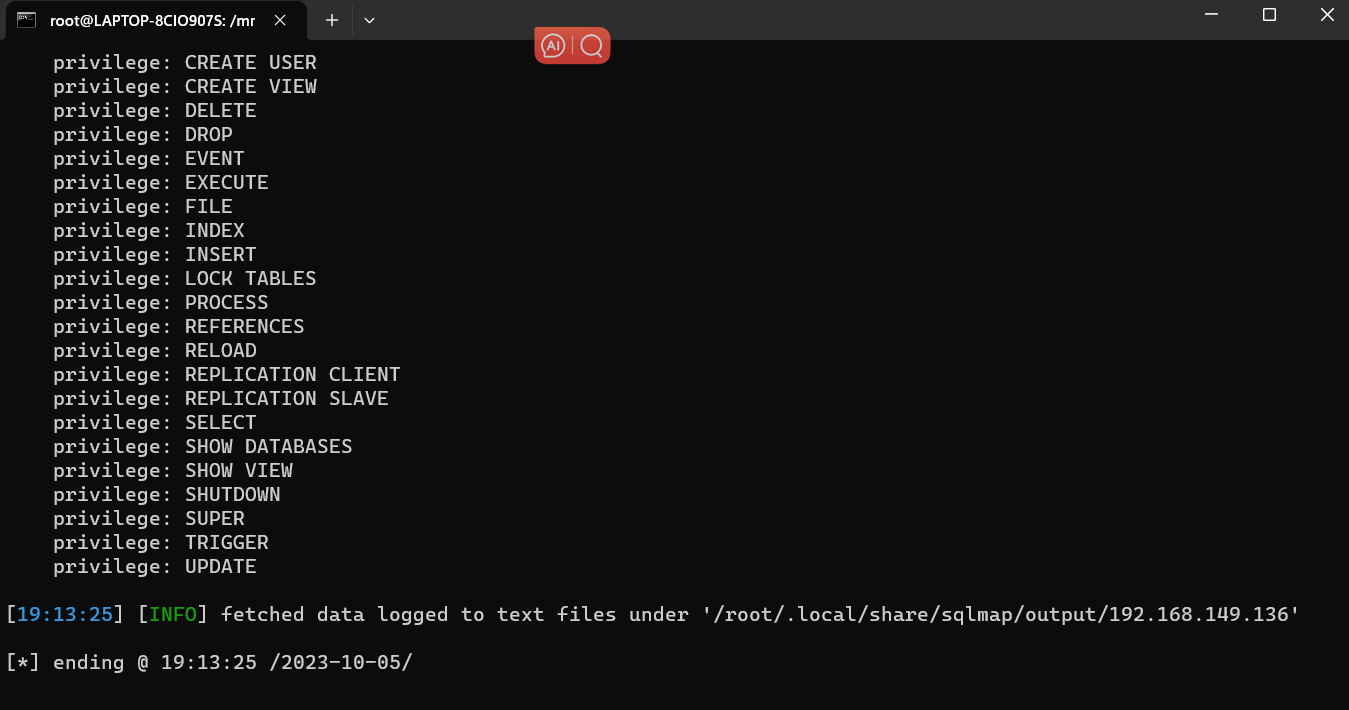 root@LAPTOP-8CIO907S: /mr
AI
privilege: CREATE USER
privilege: CREATE VIEW
privilege: DELETE
privilege: DROP
privilege: EVENT
privilege: EXECUTE
privilege: FILE
privilege: INDEX
privilege: INSERT
privilege: LOCK TABLES
privilege: PROCESS
privilege: REFERENCES
privilege: RELOAD
privilege: REPLICATION CLIENT
privilege: REPLICATION SLAVE
privilege: SELECT
privilege: SHOW DATABASES
privilege: SHOW VIEW
privilege: SHUTDOWN
privilege: SUPER
privilege: TRIGGER
privilege: UPDATE
[19:13:25] [INFO] fetched data logged to text files under '/root/.local/share/sqlmap/output/192.168.149.136'
[*] ending @ 19:13:25 /2023-10-05/